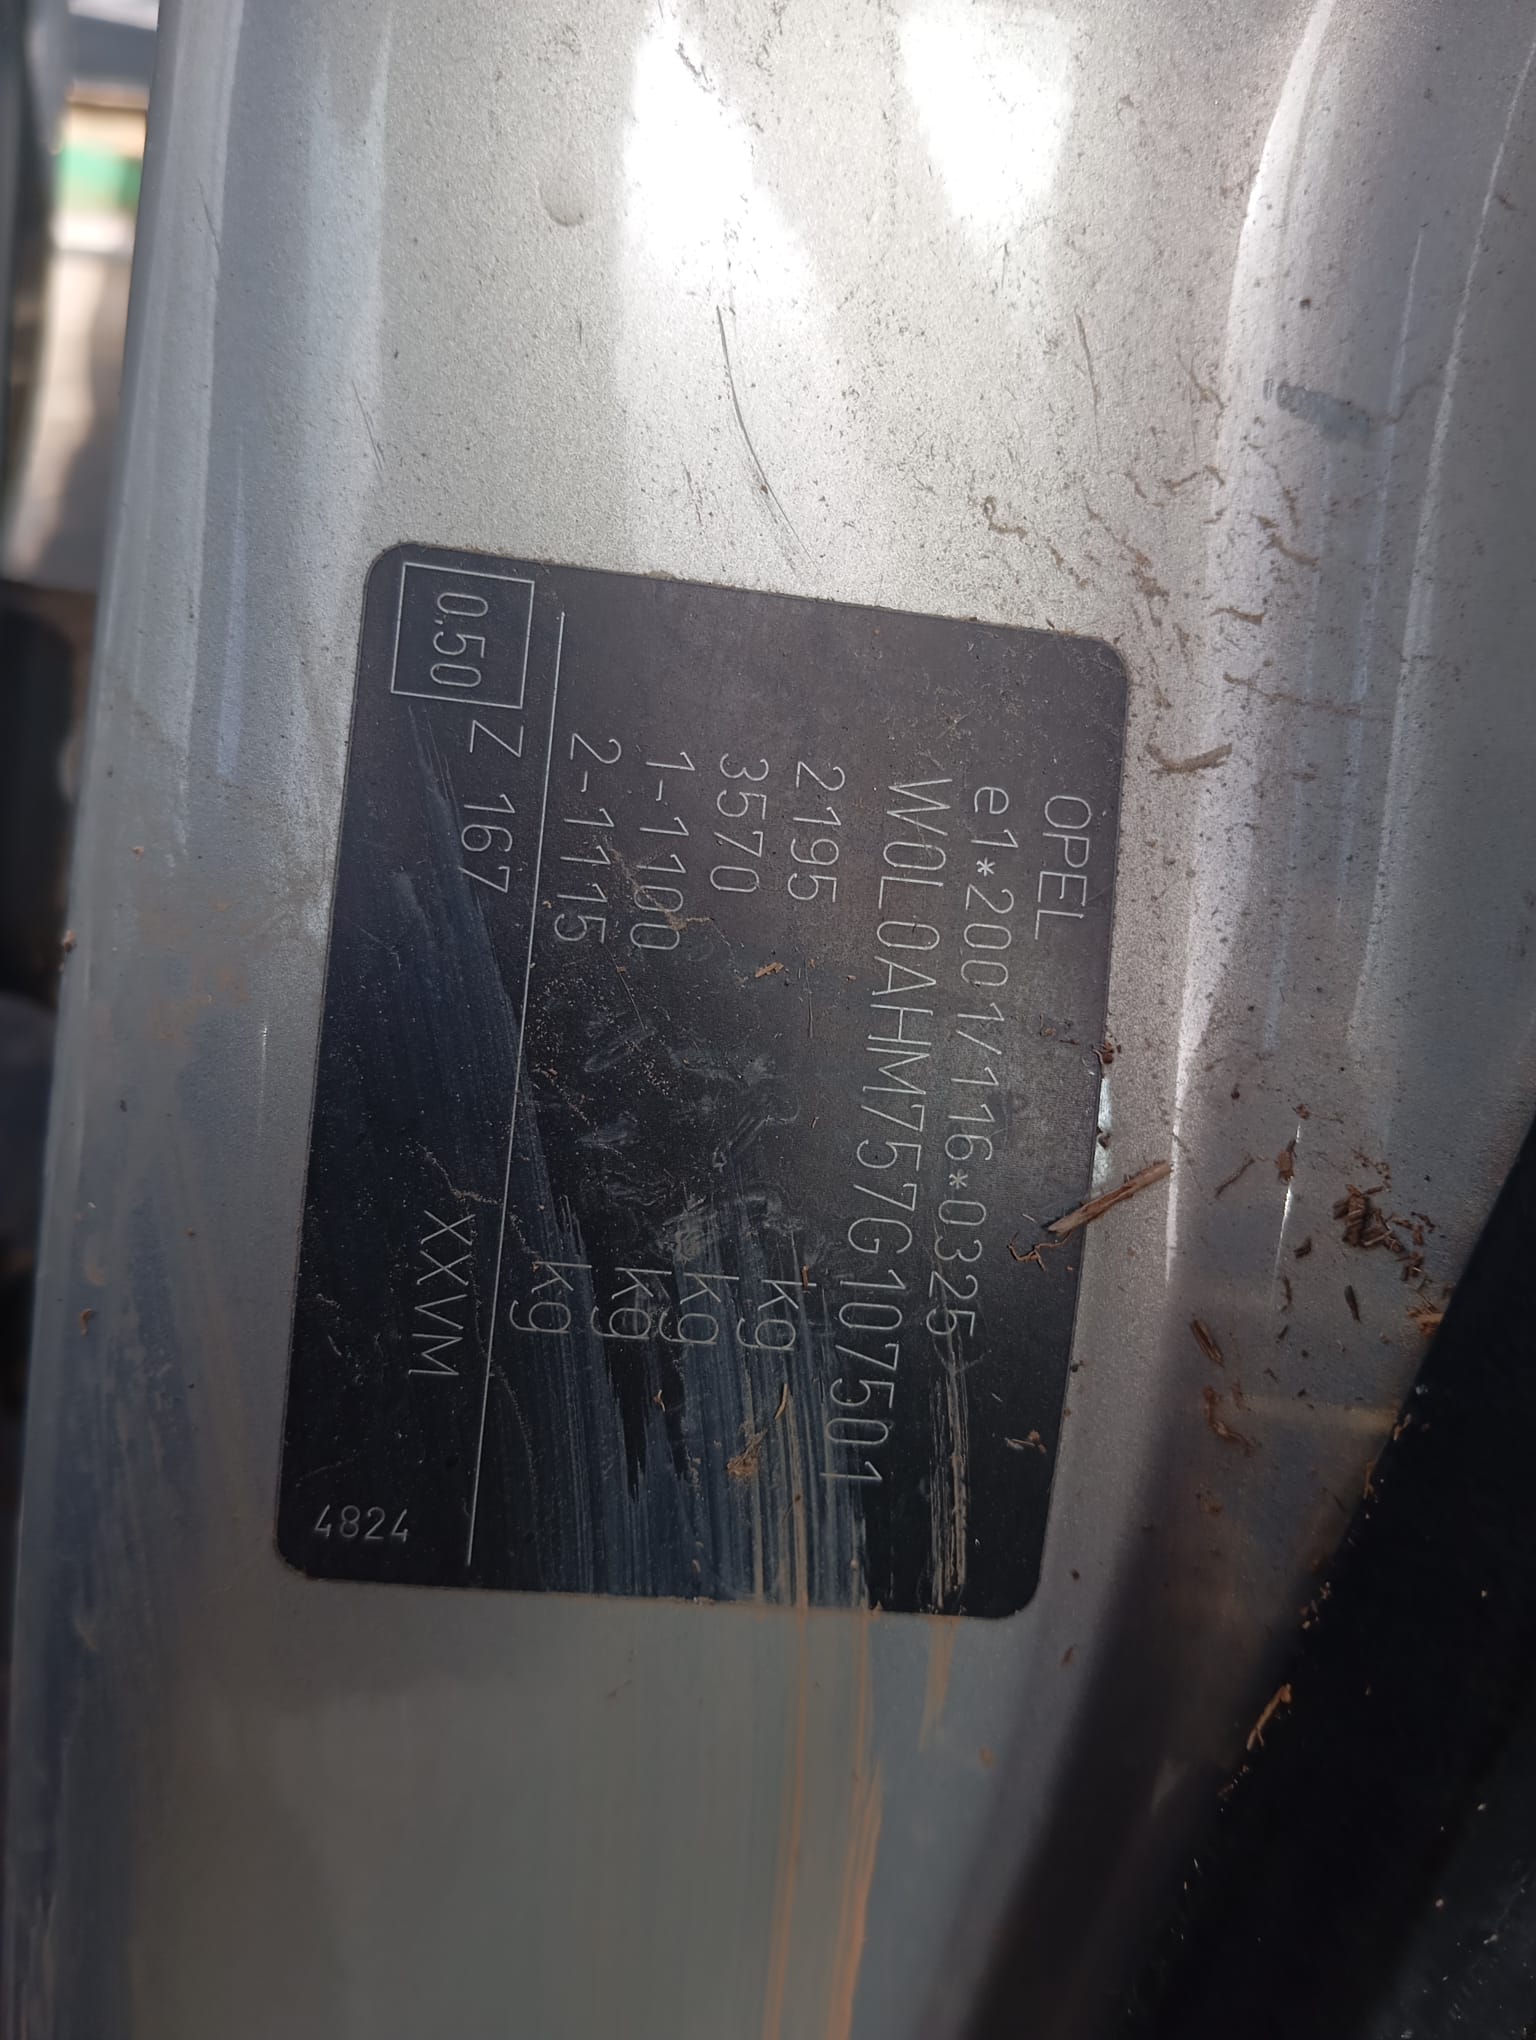 OPEL
e1*2001/116*0325
W0L0AHM757G107501
2195 kg
3570 kg
1-1100 kg
2-1115 kg
0.50 Z 167 XXVM
4824